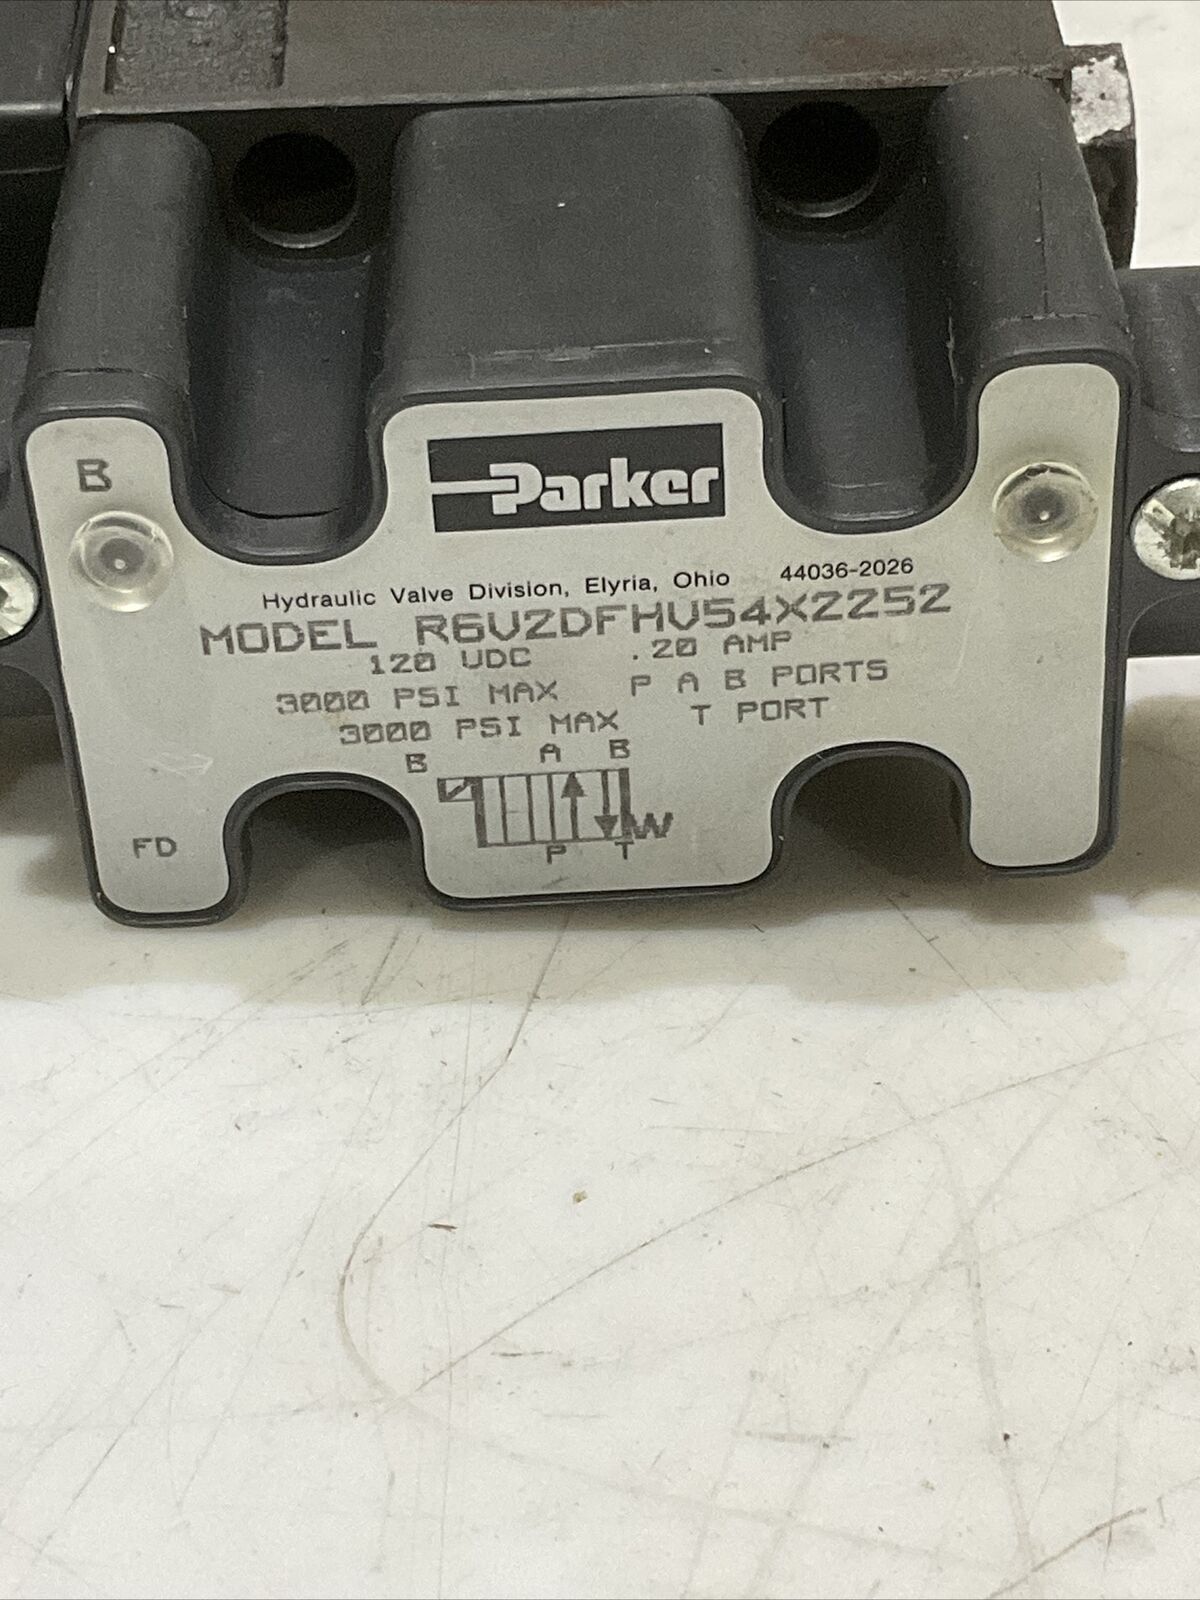 B
Parker
Hydraulic Valve Division, Elyria, Ohio 44036-2026
MODEL R6V2DFHV54X2252
120 VDC .20 AMP
3000 PSI MAX P A B PORTS
3000 PSI MAX T PORT
B A B
P T
FD